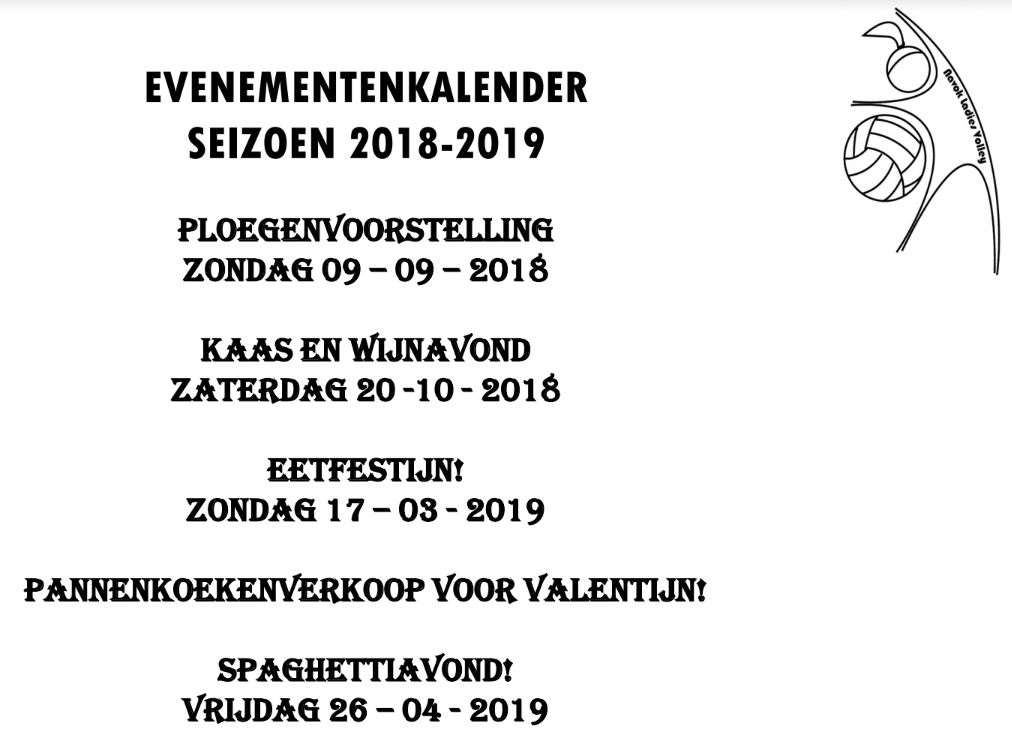 EVENEMENTENKALENDER
SEIZOEN 2018-2019
PLOEGENVOORSTELLING
ZONDAG 09 – 09 – 2018
KAAS EN WIJNAVOND
ZATERDAG 20 -10 - 2018
EETFESTIJN!
ZONDAG 17 – 03 - 2019
PANNENKOEKENVERKOOP VOOR VALENTIJN!
SPAGHETTIAVOND!
VRIJDAG 26 – 04 - 2019
Ravok Ladies Volley